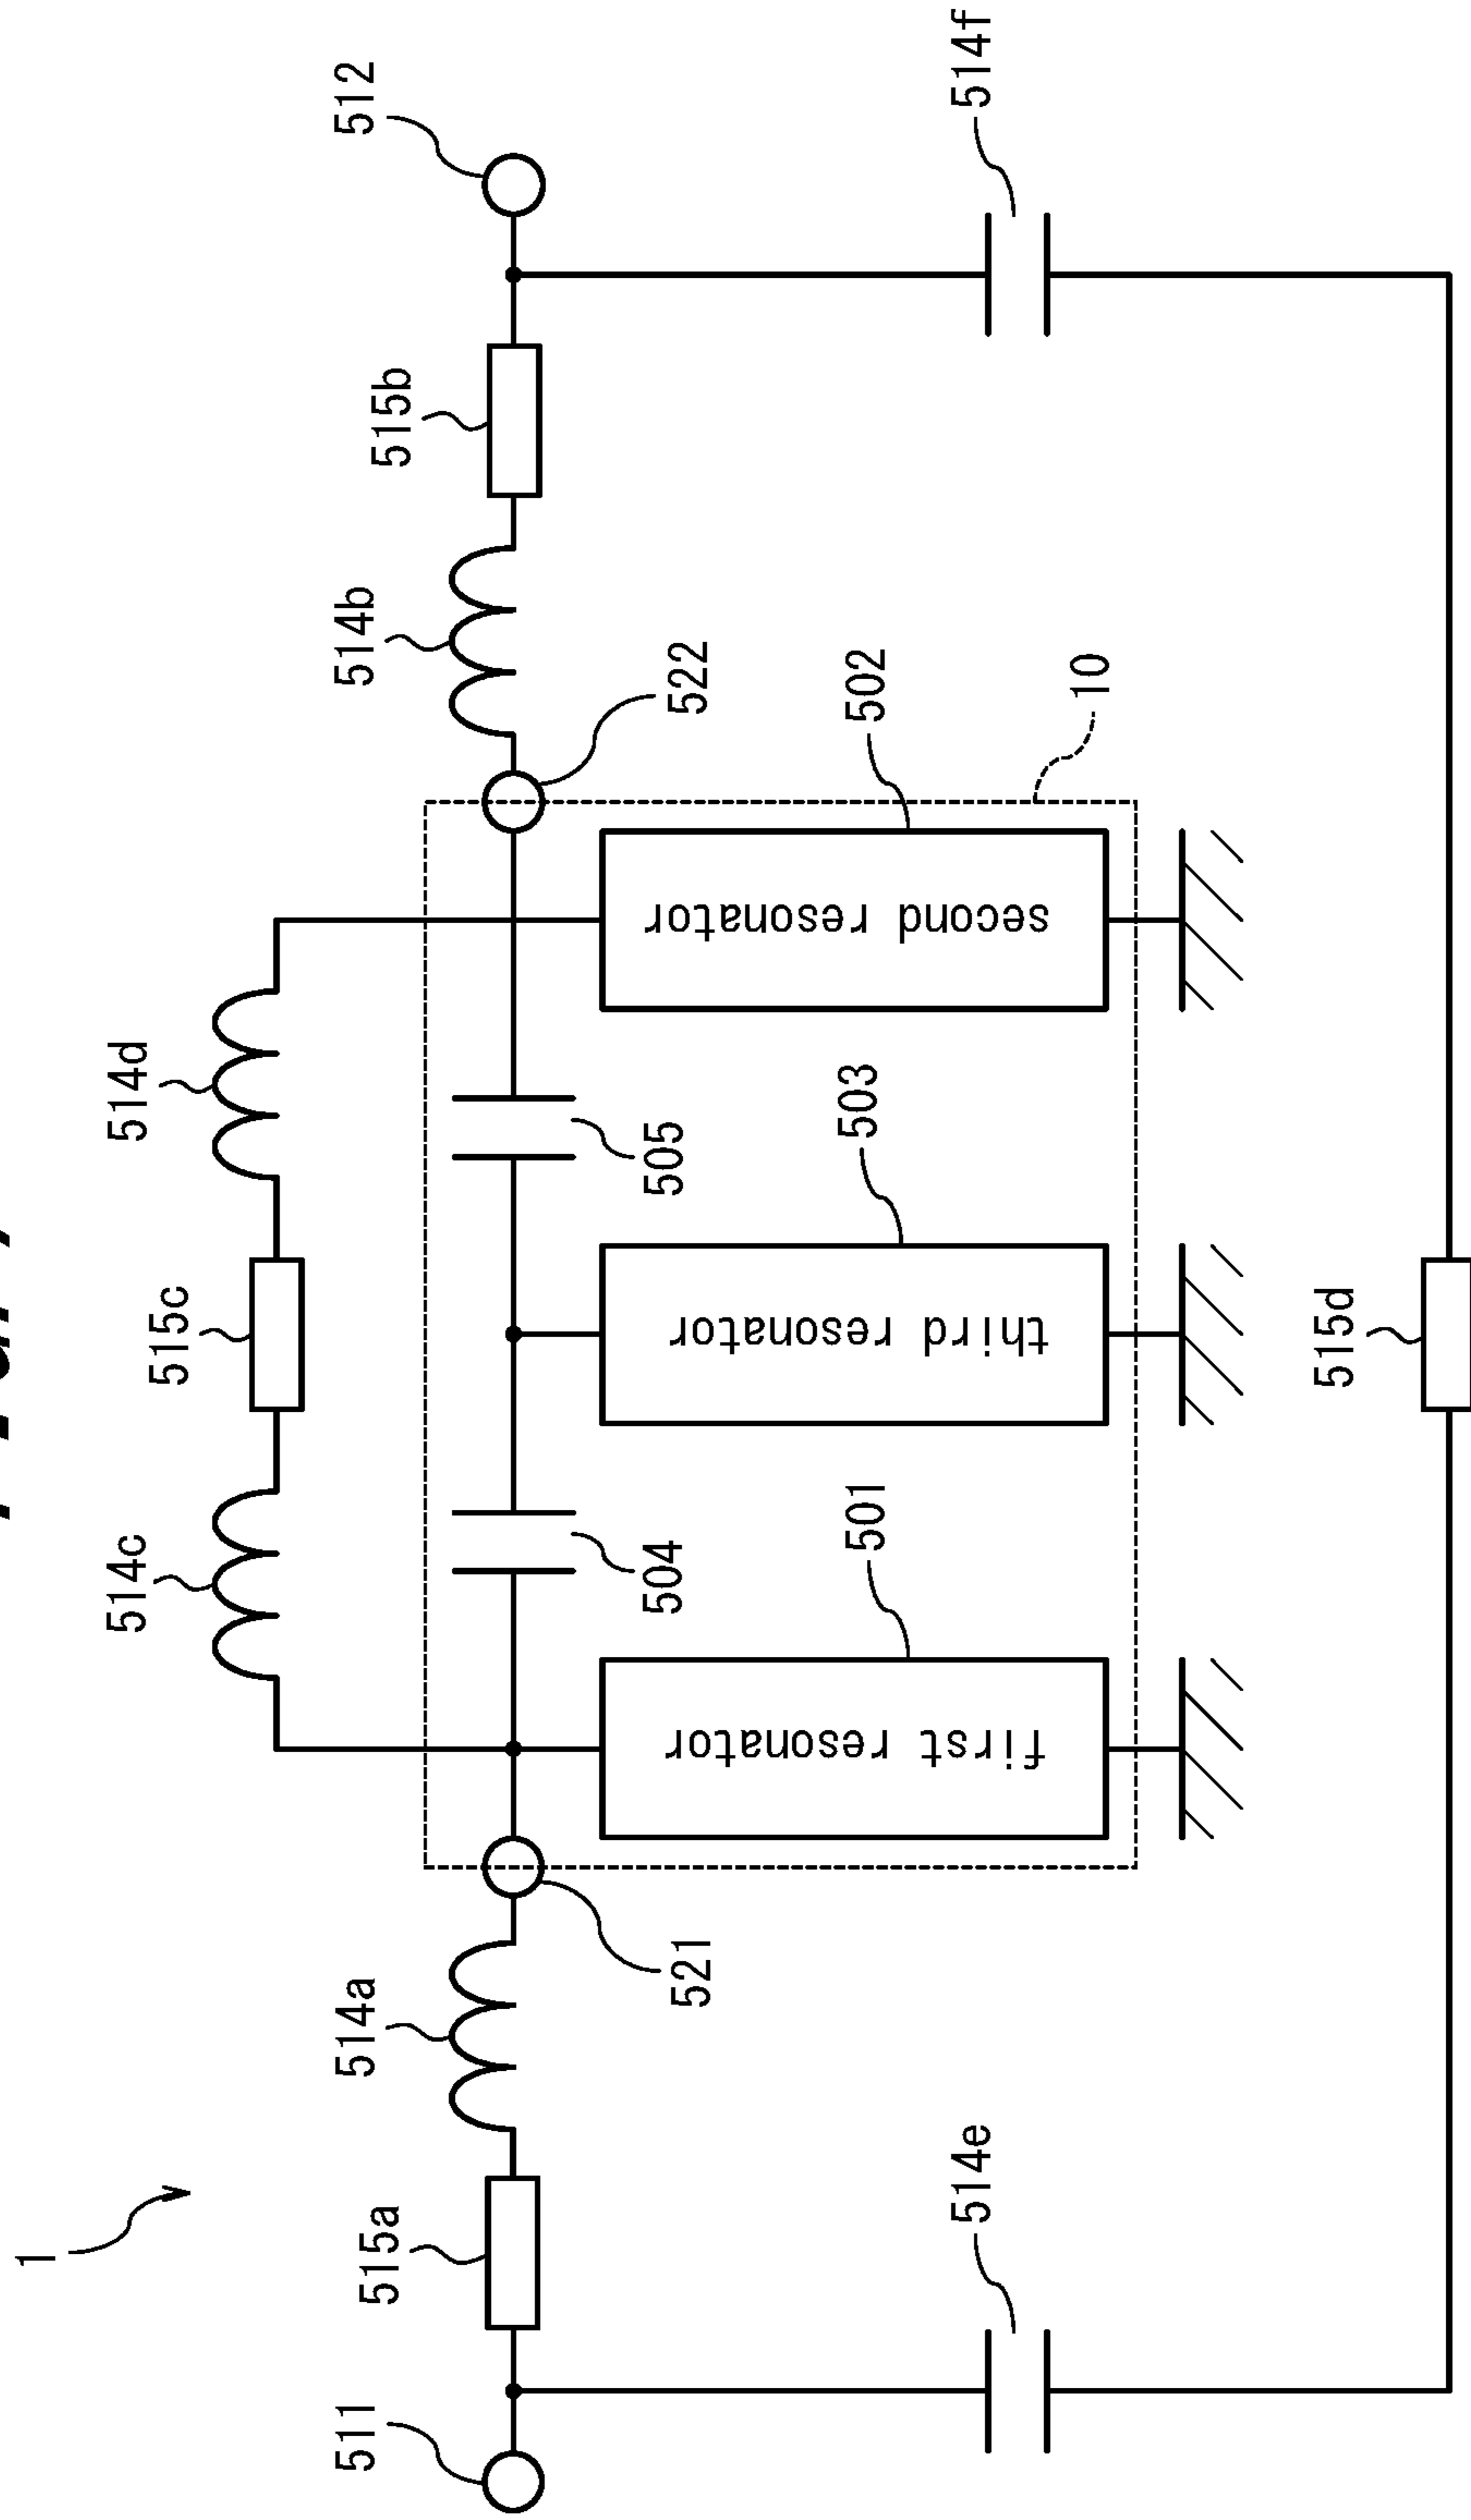 1
514c
515c
514d
511
515a
514a
514b
515b
512
521
504
505
522
501
503
502
first resonator
third resonator
second resonator
10
514e
514f
515d